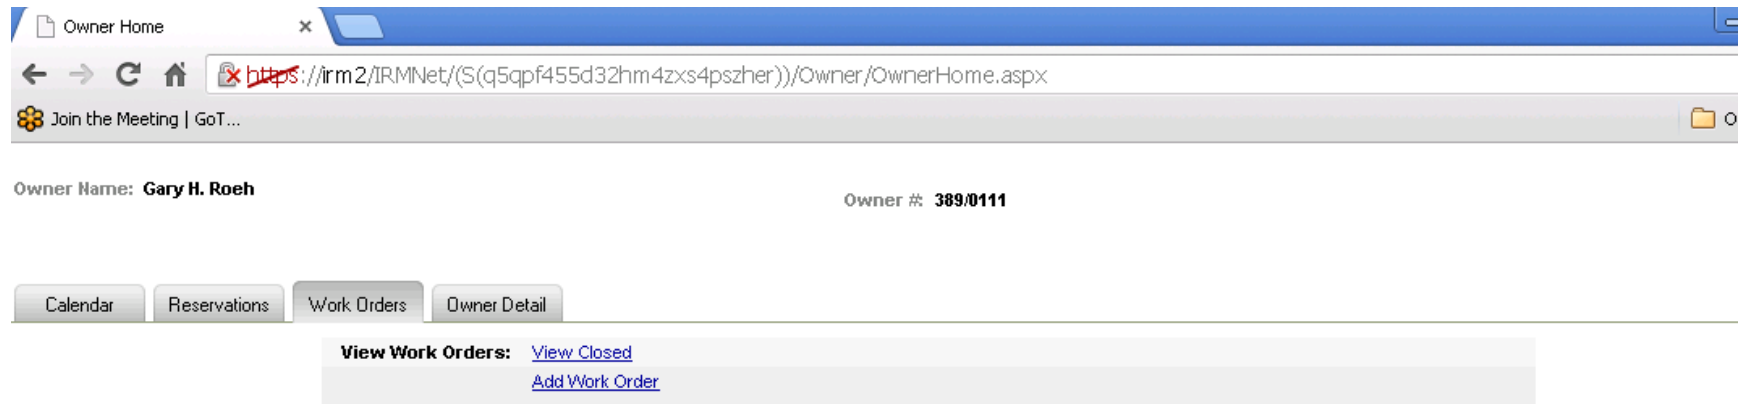 Owner Home
https://irm2/IRMNet/(S(q5qpf455d32hm4zxs4pszher))/Owner/OwnerHome.aspx
Join the Meeting | GoT...
Owner Name: Gary H. Roeh
Owner #: 389/0111
Calendar Reservations Work Orders Owner Detail
View Work Orders: View Closed
Add Work Order